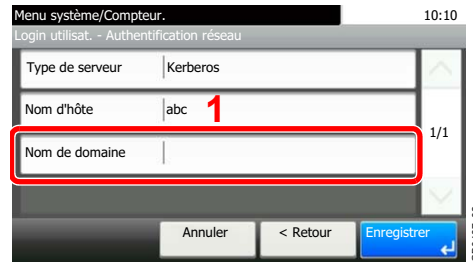 Menu système/Compteur. 10:10
Login utilisat. - Authentification réseau
Type de serveur Kerberos
Nom d'hôte abc 1
1/1
Nom de domaine
Annuler < Retour Enregistrer